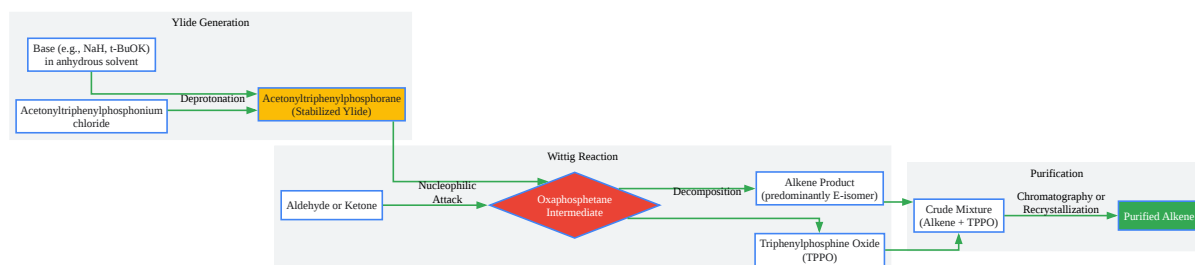 Ylide Generation
Base (e.g., NaH, t-BuOK)
in anhydrous solvent
Deprotonation
Acetonyltriphenylphosphonium
chloride
Acetonyltriphenylphosphorane
(Stabilized Ylide)
Wittig Reaction
Aldehyde or Ketone
Nucleophilic
Attack
Oxaphosphetane
Intermediate
Decomposition
Alkene Product
(predominantly E-isomer)
Triphenylphosphine Oxide
(TPPO)
Purification
Crude Mixture
(Alkene + TPPO)
Chromatography or
Recrystallization
Purified Alkene